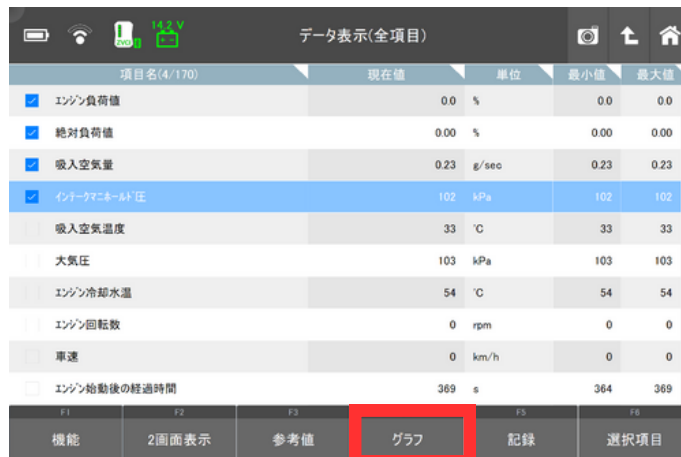 ZVCI 14.2 V データ表示(全項目)
項目名(4/170) 現在値 単位 最小値 最大値
エンジン負荷値 0.0 % 0.0 0.0
絶対負荷値 0.00 % 0.00 0.00
吸入空気量 0.23 g/sec 0.23 0.23
インテークマニホールド圧 102 kPa 102 102
吸入空気温度 33 ℃ 33 33
大気圧 103 kPa 103 103
エンジン冷却水温 54 ℃ 54 54
エンジン回転数 0 rpm 0 0
車速 0 km/h 0 0
エンジン始動後の経過時間 369 s 364 369
F1 F2 F3 F5 F6
機能 2画面表示 参考値 グラフ 記録 選択項目